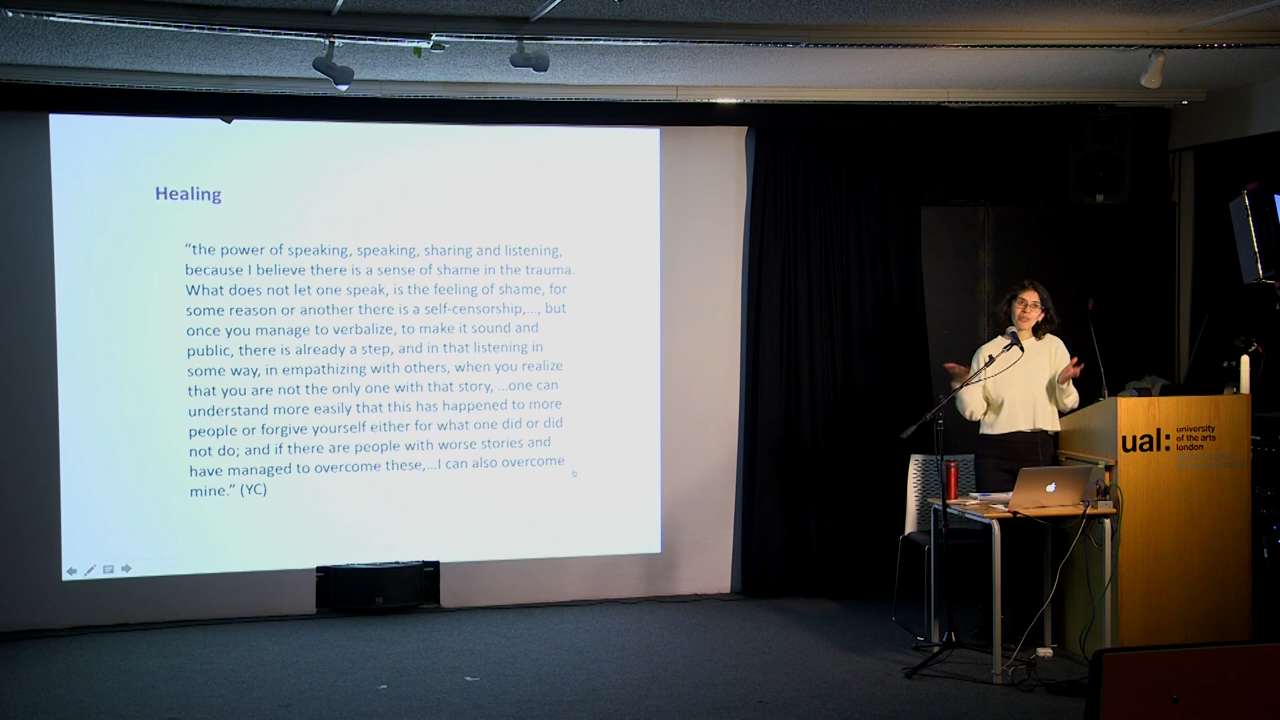 Healing
“the power of speaking, speaking, sharing and listening,
because I believe there is a sense of shame in the trauma.
What does not let one speak, is the feeling of shame, for
some reason or another there is a self-censorship,..., but
once you manage to verbalize, to make it sound and
public, there is already a step, and in that listening in
some way, in empathizing with others, when you realize
that you are not the only one with that story, ...one can
understand more easily that this has happened to more
people or forgive yourself either for what one did or did
not do; and if there are people with worse stories and
have managed to overcome these,...I can also overcome
mine.” (YC)
ual:
university
of the arts
london